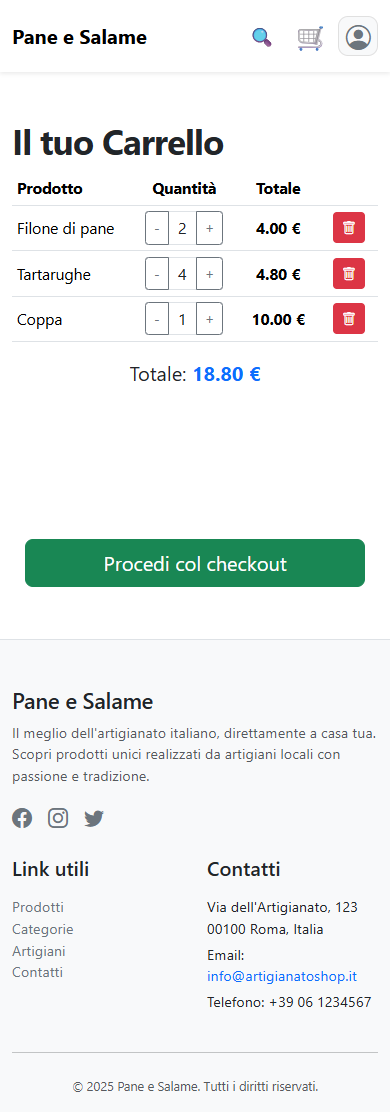 Pane e Salame
Il tuo Carrello
Prodotto Quantità Totale
Filone di pane - 2 + 4.00 €
Tartarughe - 4 + 4.80 €
Coppa - 1 + 10.00 €
Totale: 18.80 €
Procedi col checkout
Pane e Salame
Il meglio dell'artigianato italiano, direttamente a casa tua.
Scopri prodotti unici realizzati da artigiani locali con
passione e tradizione.
Link utili
Prodotti
Categorie
Artigiani
Contatti
Contatti
Via dell'Artigianato, 123
00100 Roma, Italia
Email:
info@artigianatoshop.it
Telefono: +39 06 1234567
© 2025 Pane e Salame. Tutti i diritti riservati.